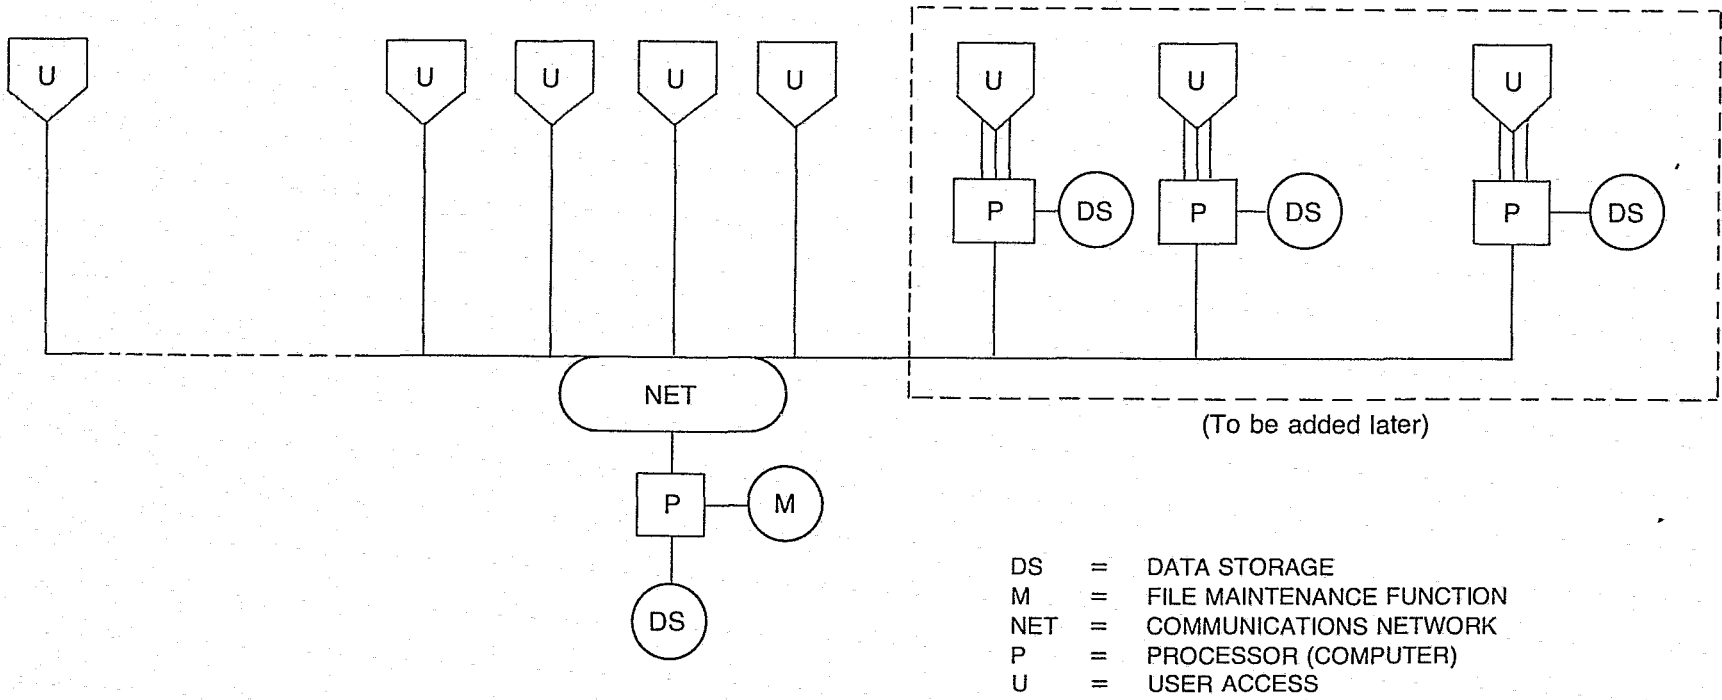 U U U U U U U U
P DS P DS P DS
NET
(To be added later)
P M
DS
DS = DATA STORAGE
M = FILE MAINTENANCE FUNCTION
NET = COMMUNICATIONS NETWORK
P = PROCESSOR (COMPUTER)
U = USER ACCESS